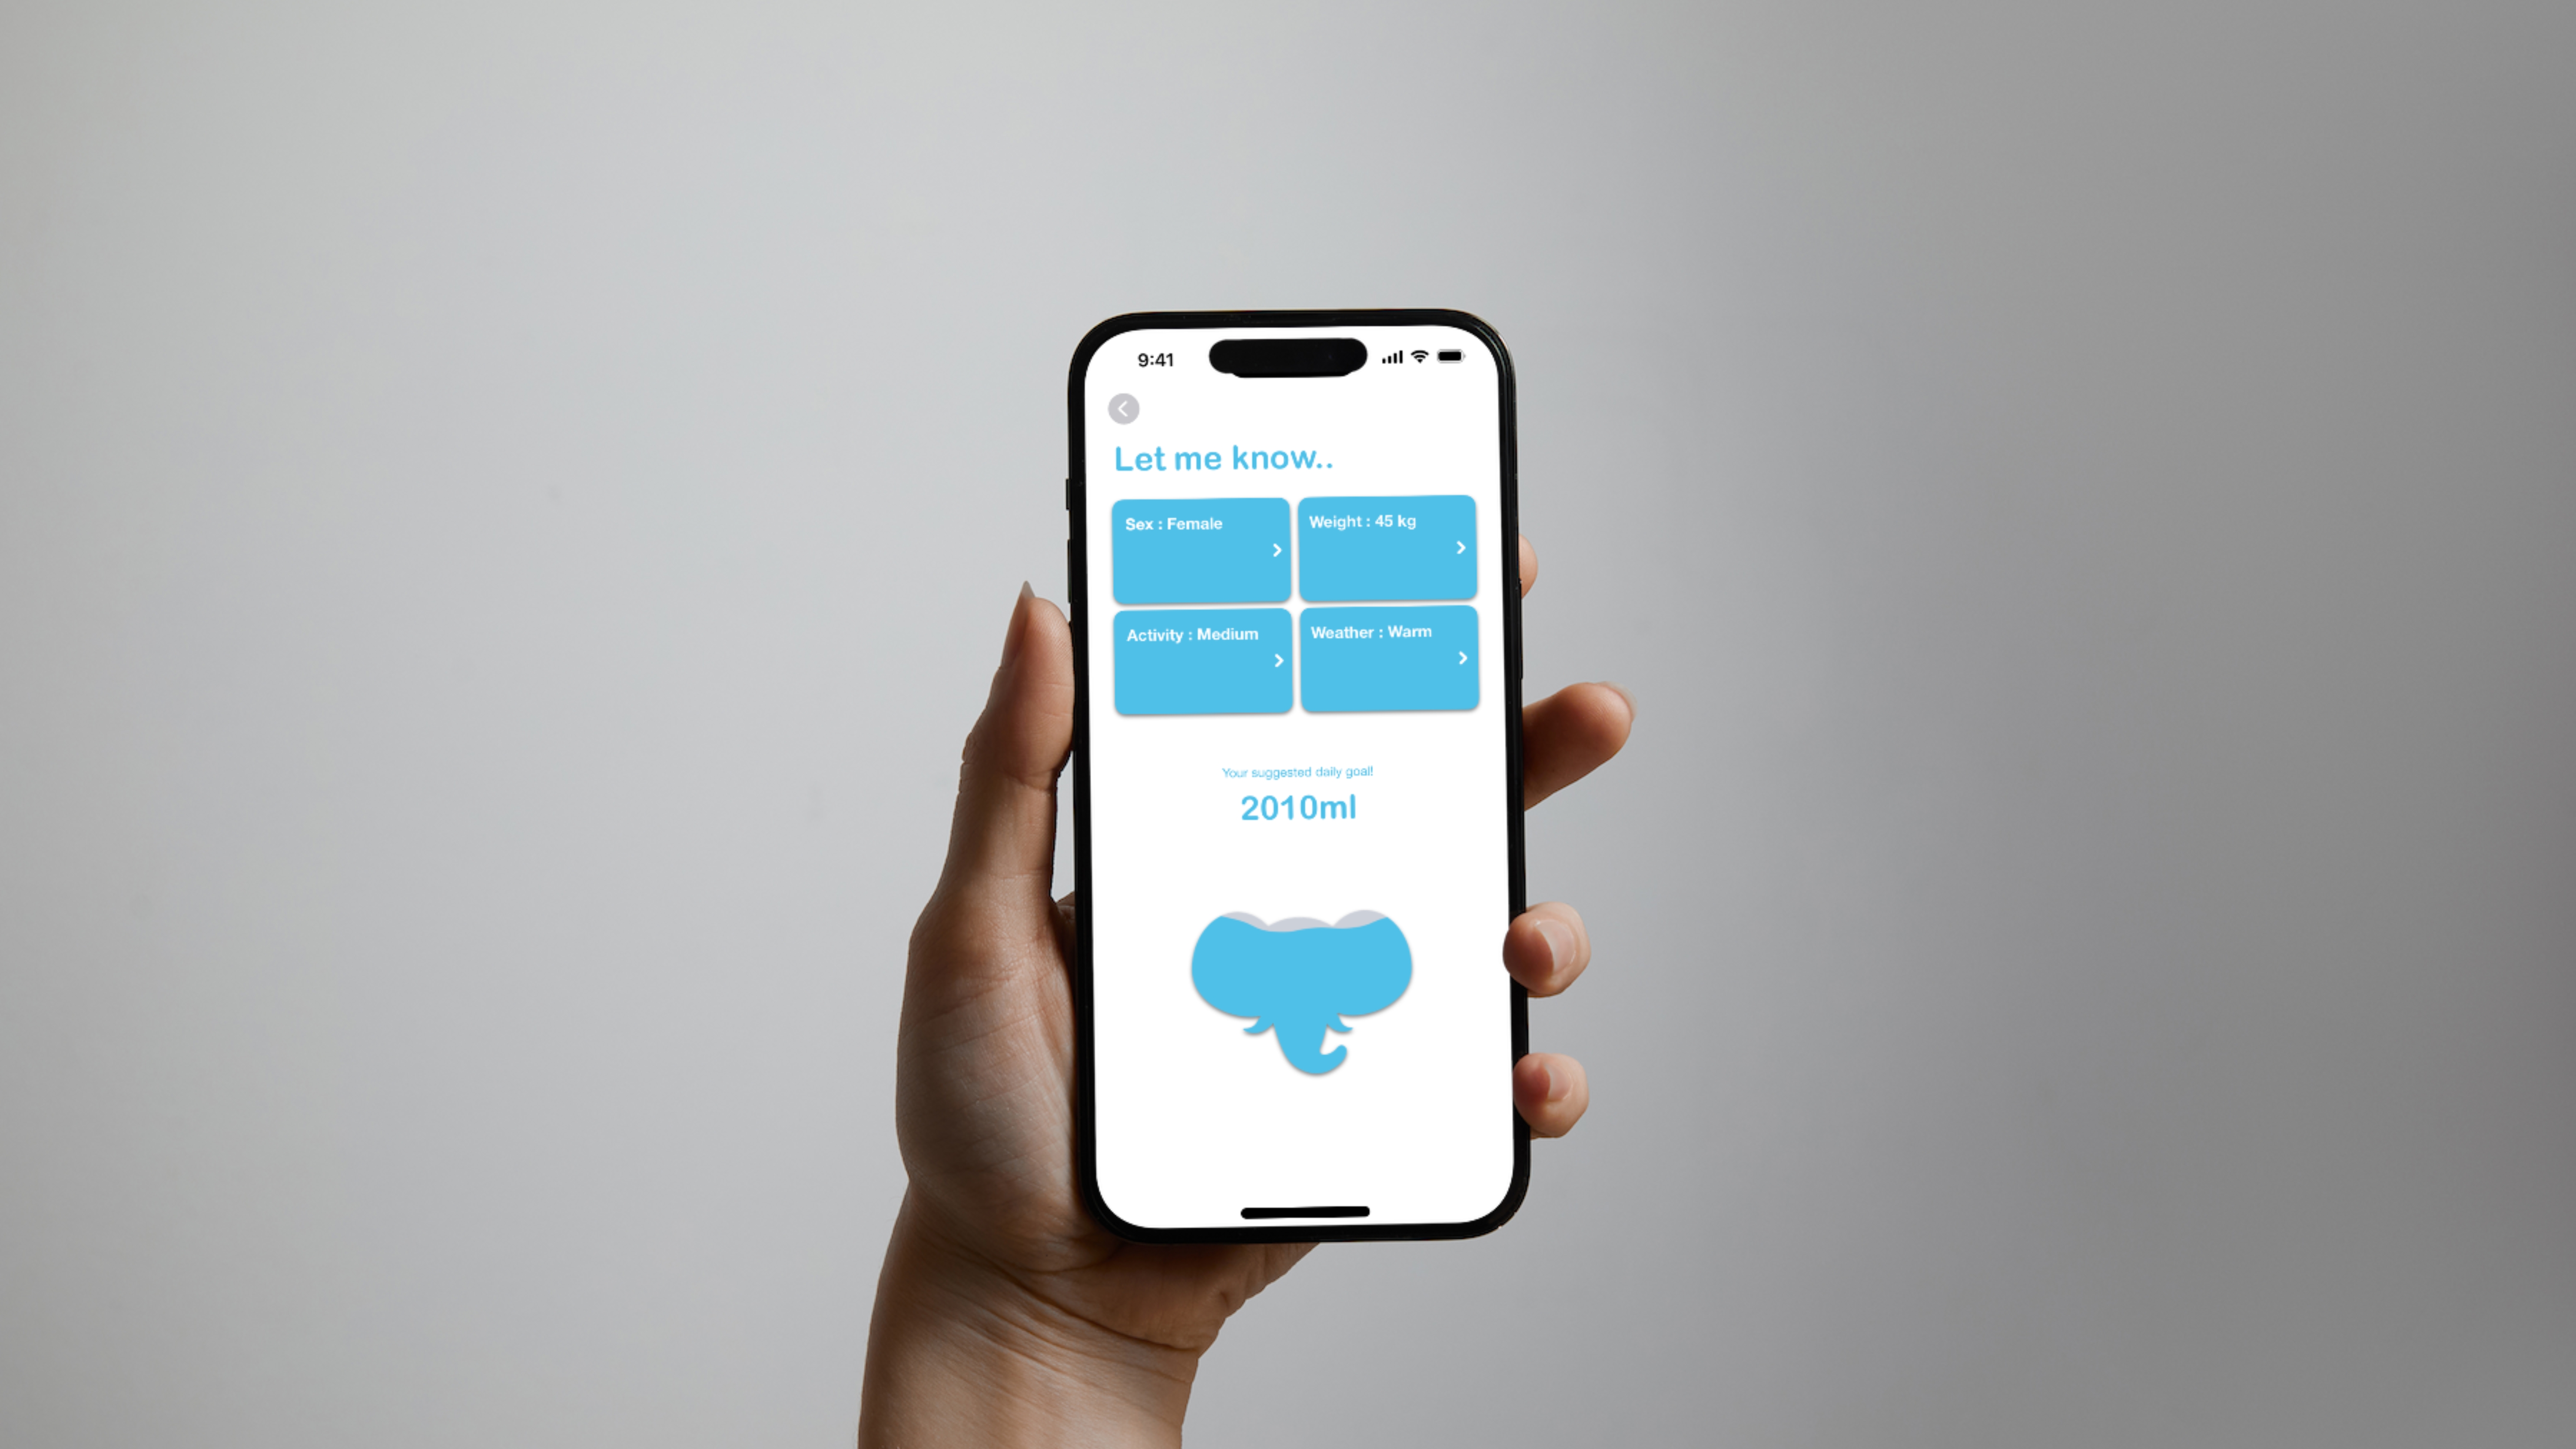 9:41
Let me know..
Sex : Female
Weight : 45 kg
Activity : Medium
Weather : Warm
Your suggested daily goal!
2010ml